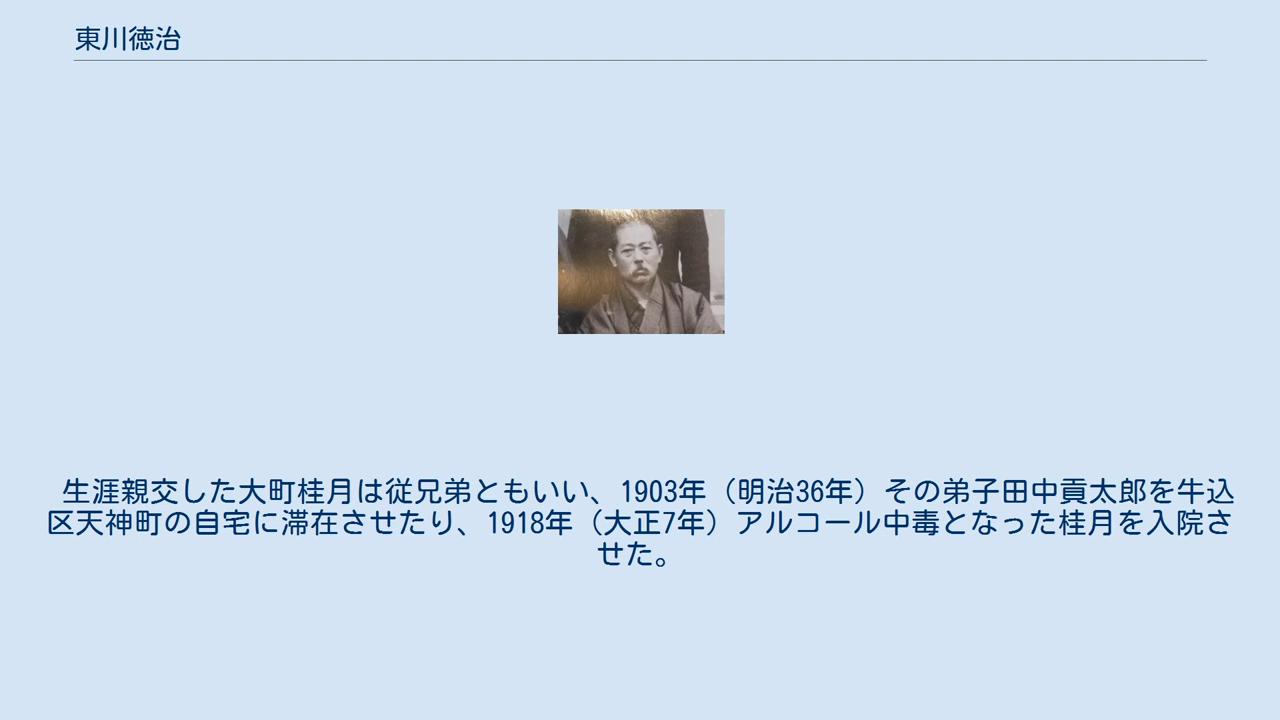 東川徳治
生涯親交した大町桂月は従兄弟ともいい、1903年（明治36年）その弟子田中貢太郎を牛込
区天神町の自宅に滞在させたり、1918年（大正7年）アルコール中毒となった桂月を入院さ
せた。